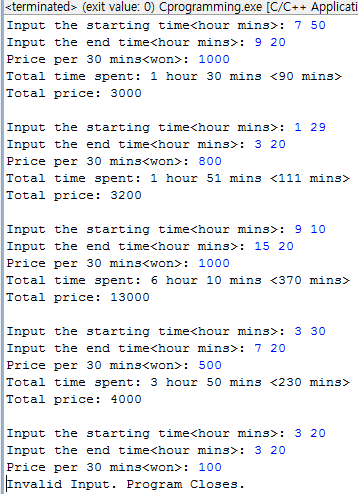 <terminated> (exit value: 0) Cprogramming.exe [C/C++ Applicati
Input the starting time<hour mins>: 7 50
Input the end time<hour mins>: 9 20
Price per 30 mins<won>: 1000
Total time spent: 1 hour 30 mins <90 mins>
Total price: 3000
Input the starting time<hour mins>: 1 29
Input the end time<hour mins>: 3 20
Price per 30 mins<won>: 800
Total time spent: 1 hour 51 mins <111 mins>
Total price: 3200
Input the starting time<hour mins>: 9 10
Input the end time<hour mins>: 15 20
Price per 30 mins<won>: 1000
Total time spent: 6 hour 10 mins <370 mins>
Total price: 13000
Input the starting time<hour mins>: 3 30
Input the end time<hour mins>: 7 20
Price per 30 mins<won>: 500
Total time spent: 3 hour 50 mins <230 mins>
Total price: 4000
Input the starting time<hour mins>: 3 20
Input the end time<hour mins>: 3 20
Price per 30 mins<won>: 100
Invalid Input. Program Closes.